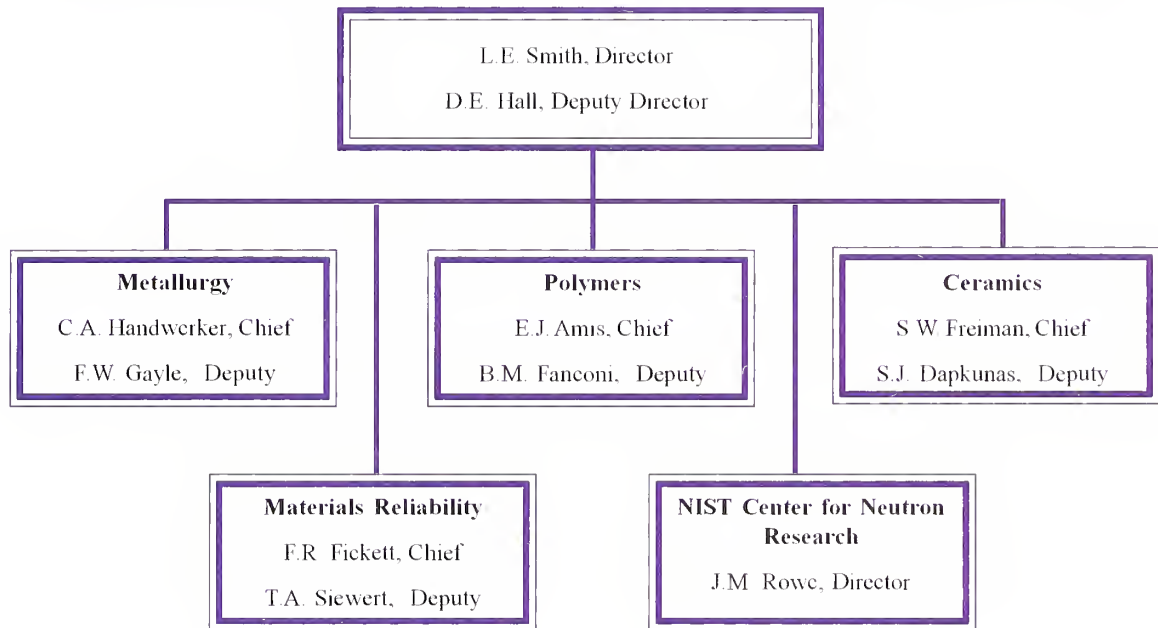 L.E. Smith, Director
D.E. Hall, Deputy Director
Metallurgy
C.A. Handwerker, Chief
F.W. Gayle, Deputy
Polymers
E.J. Amis, Chief
B.M. Fanconi, Deputy
Ceramics
S.W. Freiman, Chief
S.J. Dapkunas, Deputy
Materials Reliability
F.R. Fickett, Chief
T.A. Siewert, Deputy
NIST Center for Neutron
Research
J.M. Rowe, Director